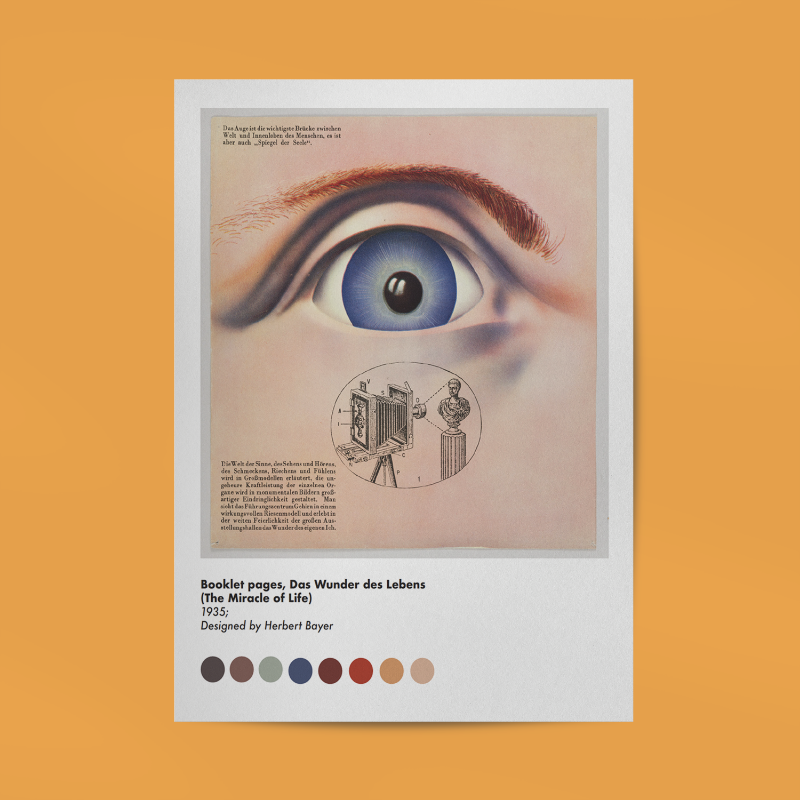 Das Auge ist die wichtigste Brücke zwischen
Welt und Innenleben des Menschen, es ist
aber auch „Spiegel der Seele“.
V
A
I
S
O
C
P
1
Die Welt der Sinne, des Sehens und Hörens,
des Schmeckens, Riechens und Fühlens
wird in Großmodellen erläutert, die un-
geheure Kraftleistung der einzelnen Or-
gane wird in monumentalen Bildern groß-
artiger Eindringlichkeit gestaltet. Man
sieht das Führungszentrum Gehirn in einem
wirkungsvollen Riesenmodell und erlebt in
der weiten Feierlichkeit der großen Aus-
stellungshallen das Wunder des eigenen Ich.
Booklet pages, Das Wunder des Lebens
(The Miracle of Life)
1935;
Designed by Herbert Bayer